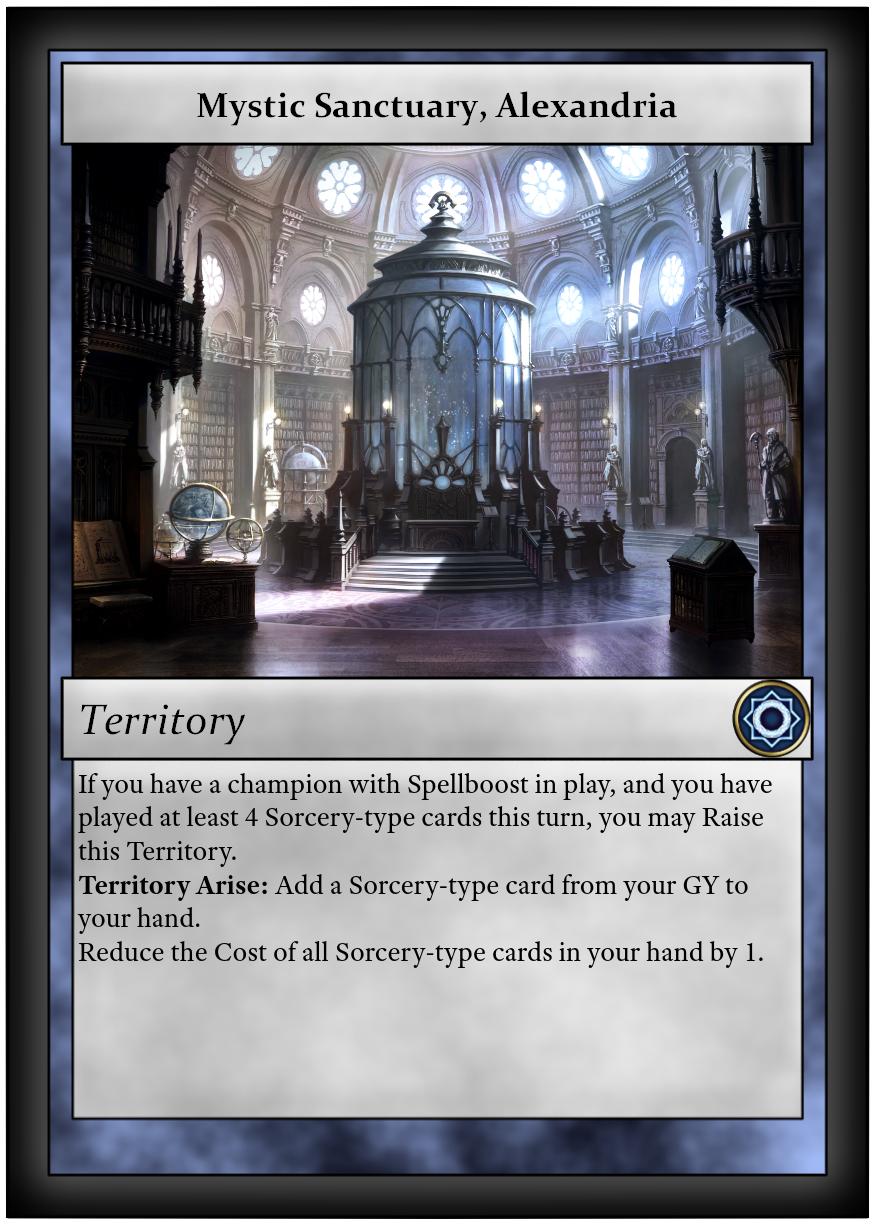 Mystic Sanctuary, Alexandria
Territory
If you have a champion with Spellboost in play, and you have
played at least 4 Sorcery-type cards this turn, you may Raise
this Territory.
Territory Arise: Add a Sorcery-type card from your GY to
your hand.
Reduce the Cost of all Sorcery-type cards in your hand by 1.